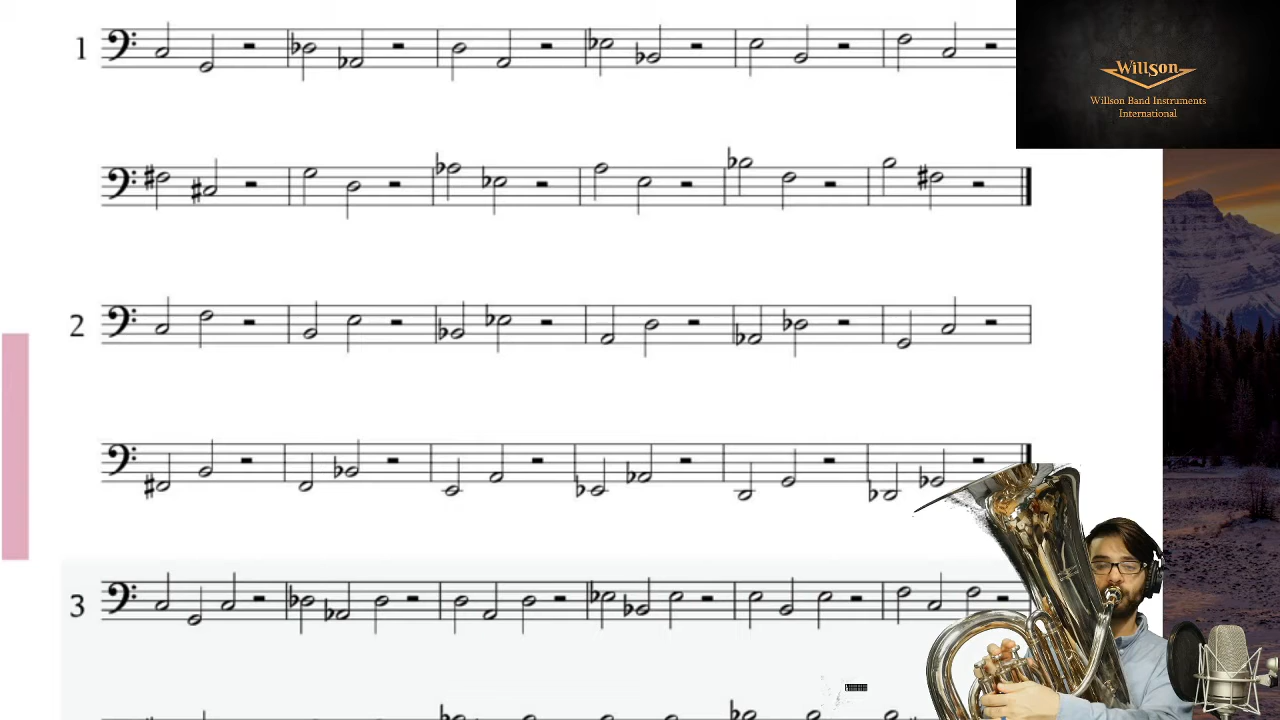 1
Willson
Willson Band Instruments
International
2
3